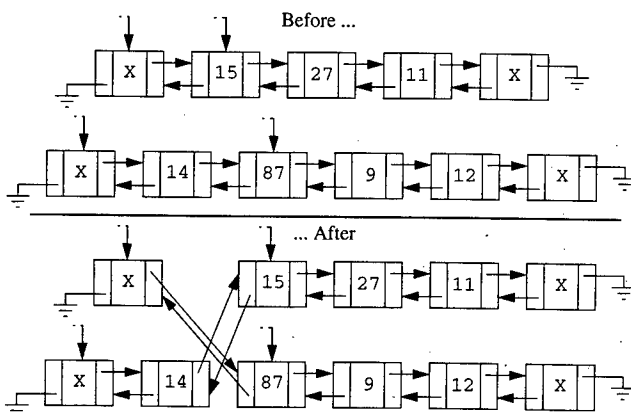 Before ...
X 15 27 11 X
X 14 87 9 12 X
... After
X 15 27 11 X
X 14 87 9 12 X